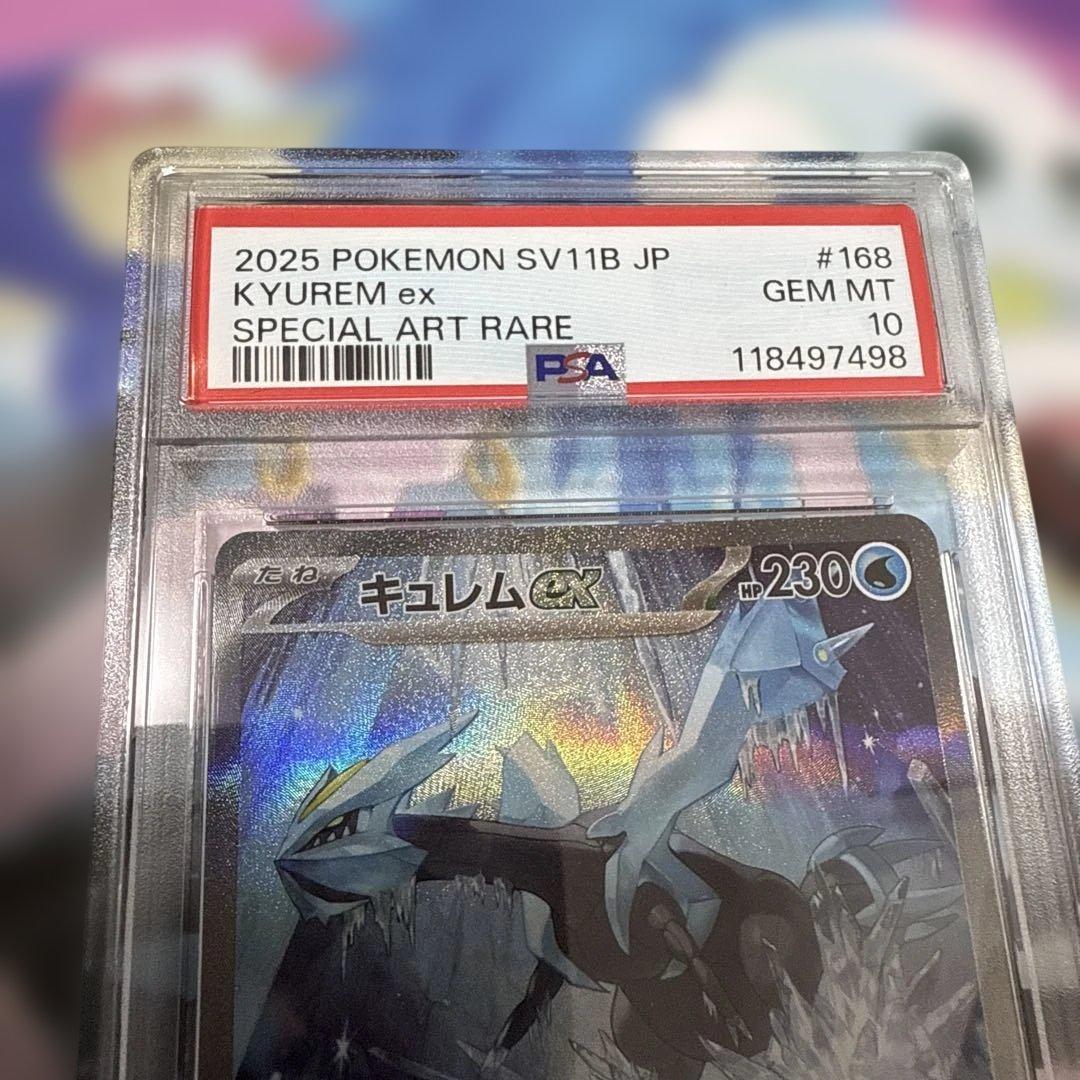 2025 POKEMON SV11B JP #168
KYUREM ex GEM MT
SPECIAL ART RARE 10
PSA 118497498
たね キュレムex HP230